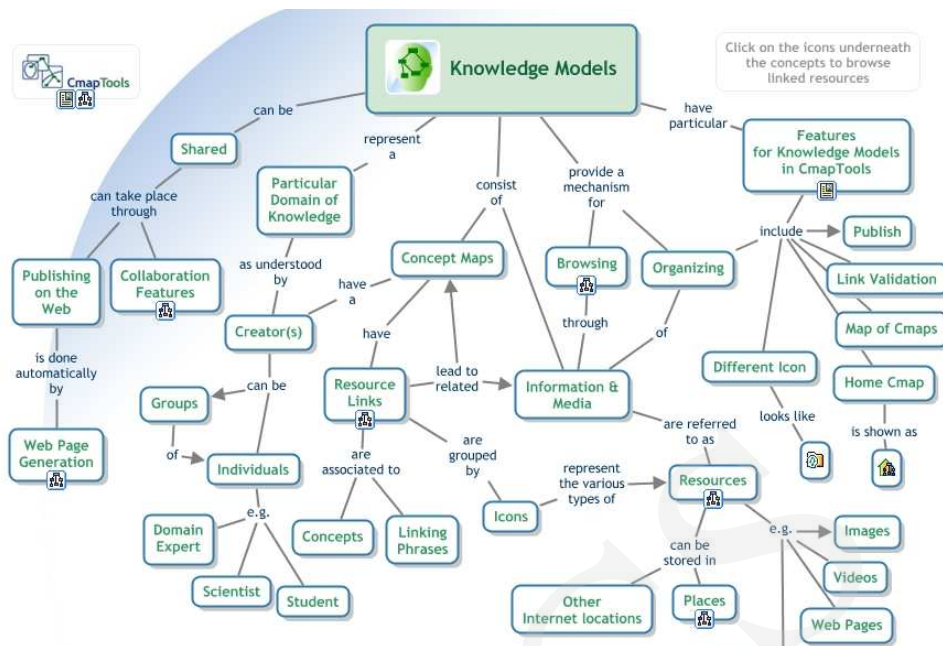 CmapTools
Knowledge Models
Click on the icons underneath
the concepts to browse
linked resources
can be
represent
a
have
particular
Shared
Features
for Knowledge Models
in CmapTools
can take place
through
Particular
Domain of
Knowledge
consist
of
provide a
mechanism
for
include
Publish
Publishing
on the
Web
Collaboration
Features
as understood
by
Concept Maps
Browsing
Organizing
Link Validation
have
a
Creator(s)
have
through
of
Map of Cmaps
is done
automatically
by
can be
Groups
Resource
Links
lead to
related
Information &
Media
Different Icon
Home Cmap
looks like
is shown as
Web Page
Generation
of
Individuals
are
associated to
are
grouped
by
are referred
to as
represent
the various
types of
Resources
e.g.
Domain
Expert
Scientist
Student
Concepts
Linking
Phrases
Icons
can be
stored in
e.g.
Images
Videos
Web Pages
Other
Internet locations
Places